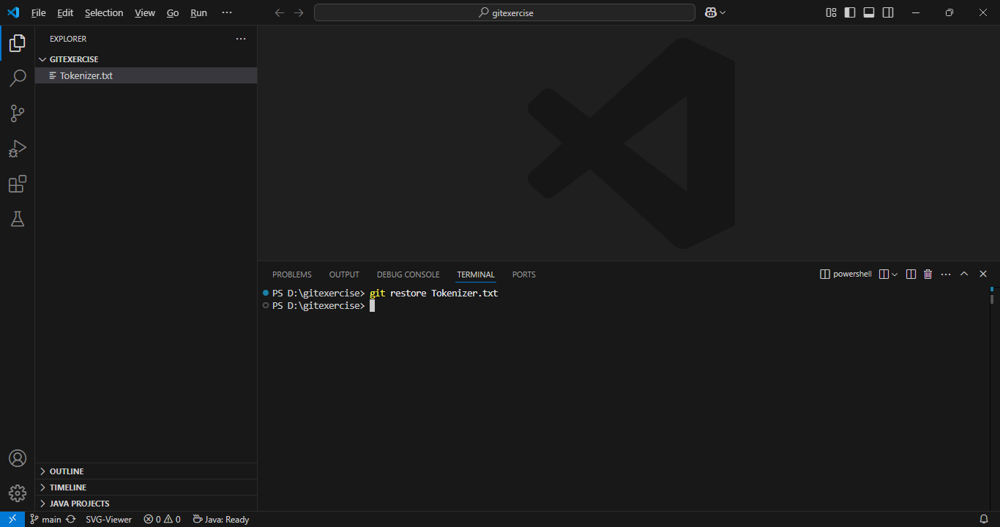 File Edit Selection View Go Run ···
gitexercise
EXPLORER ···
GITEXERCISE
Tokenizer.txt
PROBLEMS OUTPUT DEBUG CONSOLE TERMINAL PORTS
powershell ···
PS D:\gitexercise> git restore Tokenizer.txt
PS D:\gitexercise>
OUTLINE
TIMELINE
JAVA PROJECTS
main SVG-Viewer 0 0 Java: Ready